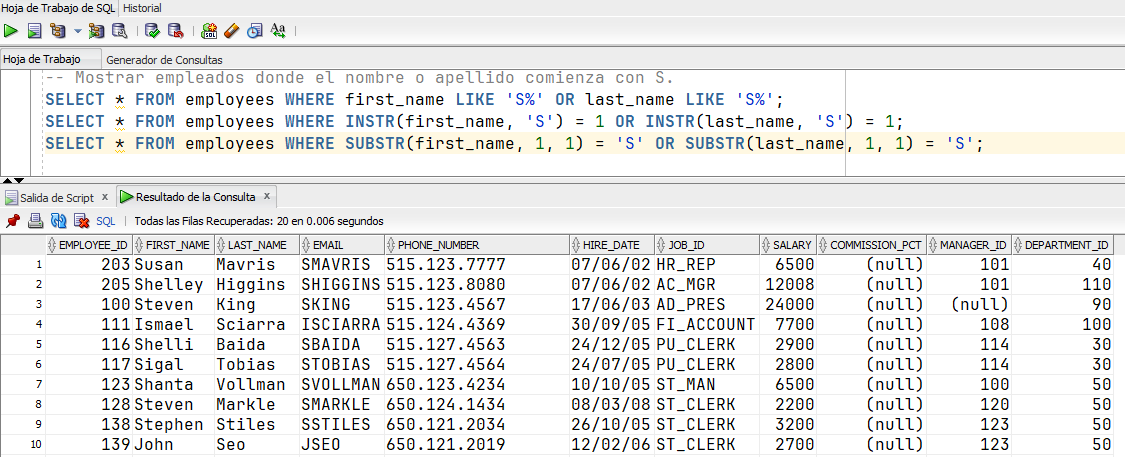 Hoja de Trabajo de SQL Historial
Hoja de Trabajo Generador de Consultas
-- Mostrar empleados donde el nombre o apellido comienza con S.
SELECT * FROM employees WHERE first_name LIKE 'S%' OR last_name LIKE 'S%';
SELECT * FROM employees WHERE INSTR(first_name, 'S') = 1 OR INSTR(last_name, 'S') = 1;
SELECT * FROM employees WHERE SUBSTR(first_name, 1, 1) = 'S' OR SUBSTR(last_name, 1, 1) = 'S';
Salida de Script x Resultado de la Consulta x
SQL | Todas las Filas Recuperadas: 20 en 0.006 segundos
EMPLOYEE_ID FIRST_NAME LAST_NAME EMAIL PHONE_NUMBER HIRE_DATE JOB_ID SALARY COMMISSION_PCT MANAGER_ID DEPARTMENT_ID
1 203 Susan Mavris SMAVRIS 515.123.7777 07/06/02 HR_REP 6500 (null) 101 40
2 205 Shelley Higgins SHIGGINS 515.123.8080 07/06/02 AC_MGR 12008 (null) 101 110
3 100 Steven King SKING 515.123.4567 17/06/03 AD_PRES 24000 (null) (null) 90
4 111 Ismael Sciarra ISCIARRA 515.124.4369 30/09/05 FI_ACCOUNT 7700 (null) 108 100
5 116 Shelli Baida SBAIDA 515.127.4563 24/12/05 PU_CLERK 2900 (null) 114 30
6 117 Sigal Tobias STOBIAS 515.127.4564 24/07/05 PU_CLERK 2800 (null) 114 30
7 123 Shanta Vollman SVOLLMAN 650.123.4234 10/10/05 ST_MAN 6500 (null) 100 50
8 128 Steven Markle SMARKLE 650.124.1434 08/03/08 ST_CLERK 2200 (null) 120 50
9 138 Stephen Stiles SSTILES 650.121.2034 26/10/05 ST_CLERK 3200 (null) 123 50
10 139 John Seo JSEO 650.121.2019 12/02/06 ST_CLERK 2700 (null) 123 50